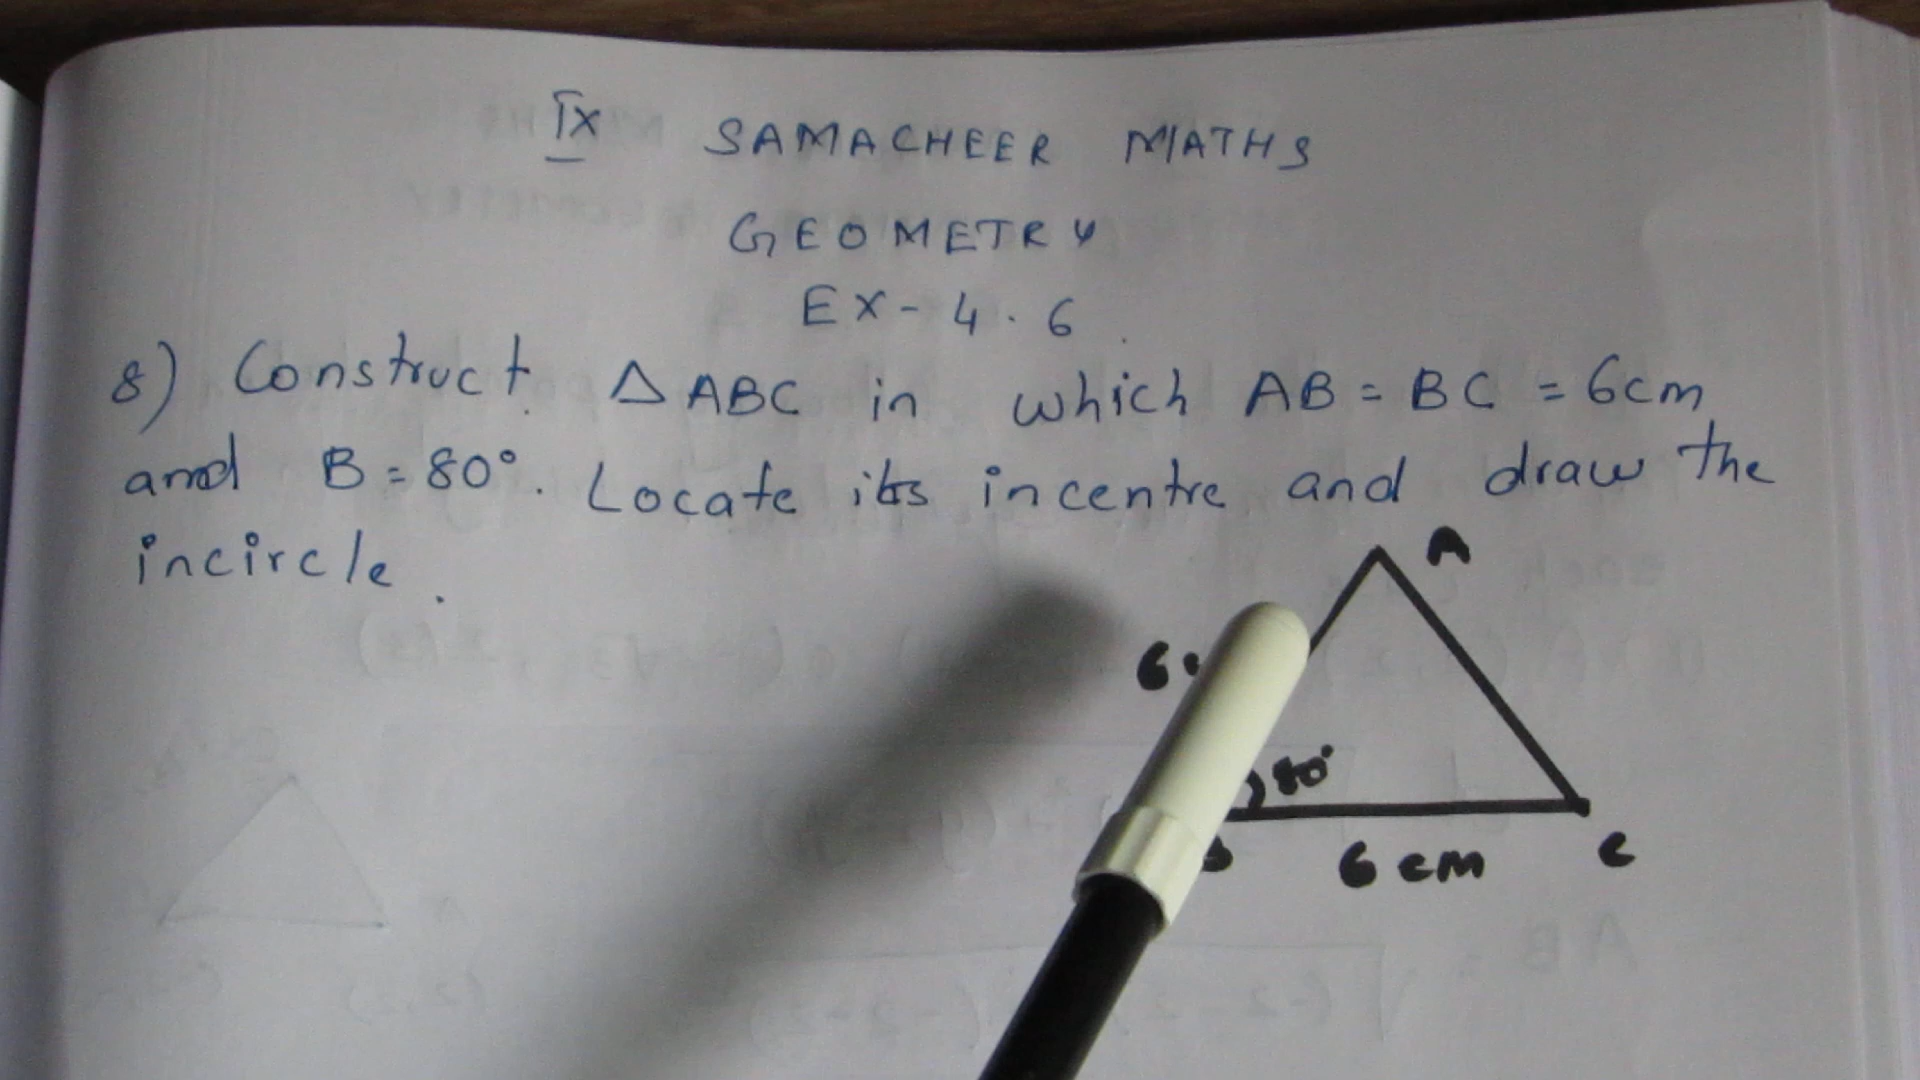 IX SAMACHEER MATHS
GEOMETRY
EX - 4.6
8) Construct △ABC in which AB = BC = 6cm
and B = 80°. Locate its incentre and draw the
incircle.
A
6
80°
6 cm
C